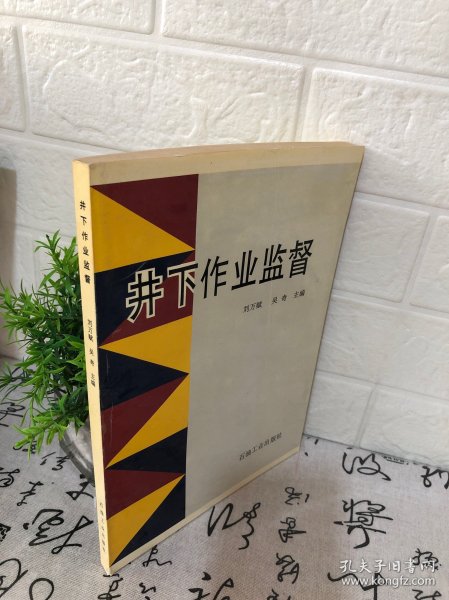 井下作业监督
刘万赋 吴奇 主编
石油工业出版社
井下作业监督
刘万赋 吴奇 主编
石油工业出版社
孔夫子旧书网
www.kongfz.com